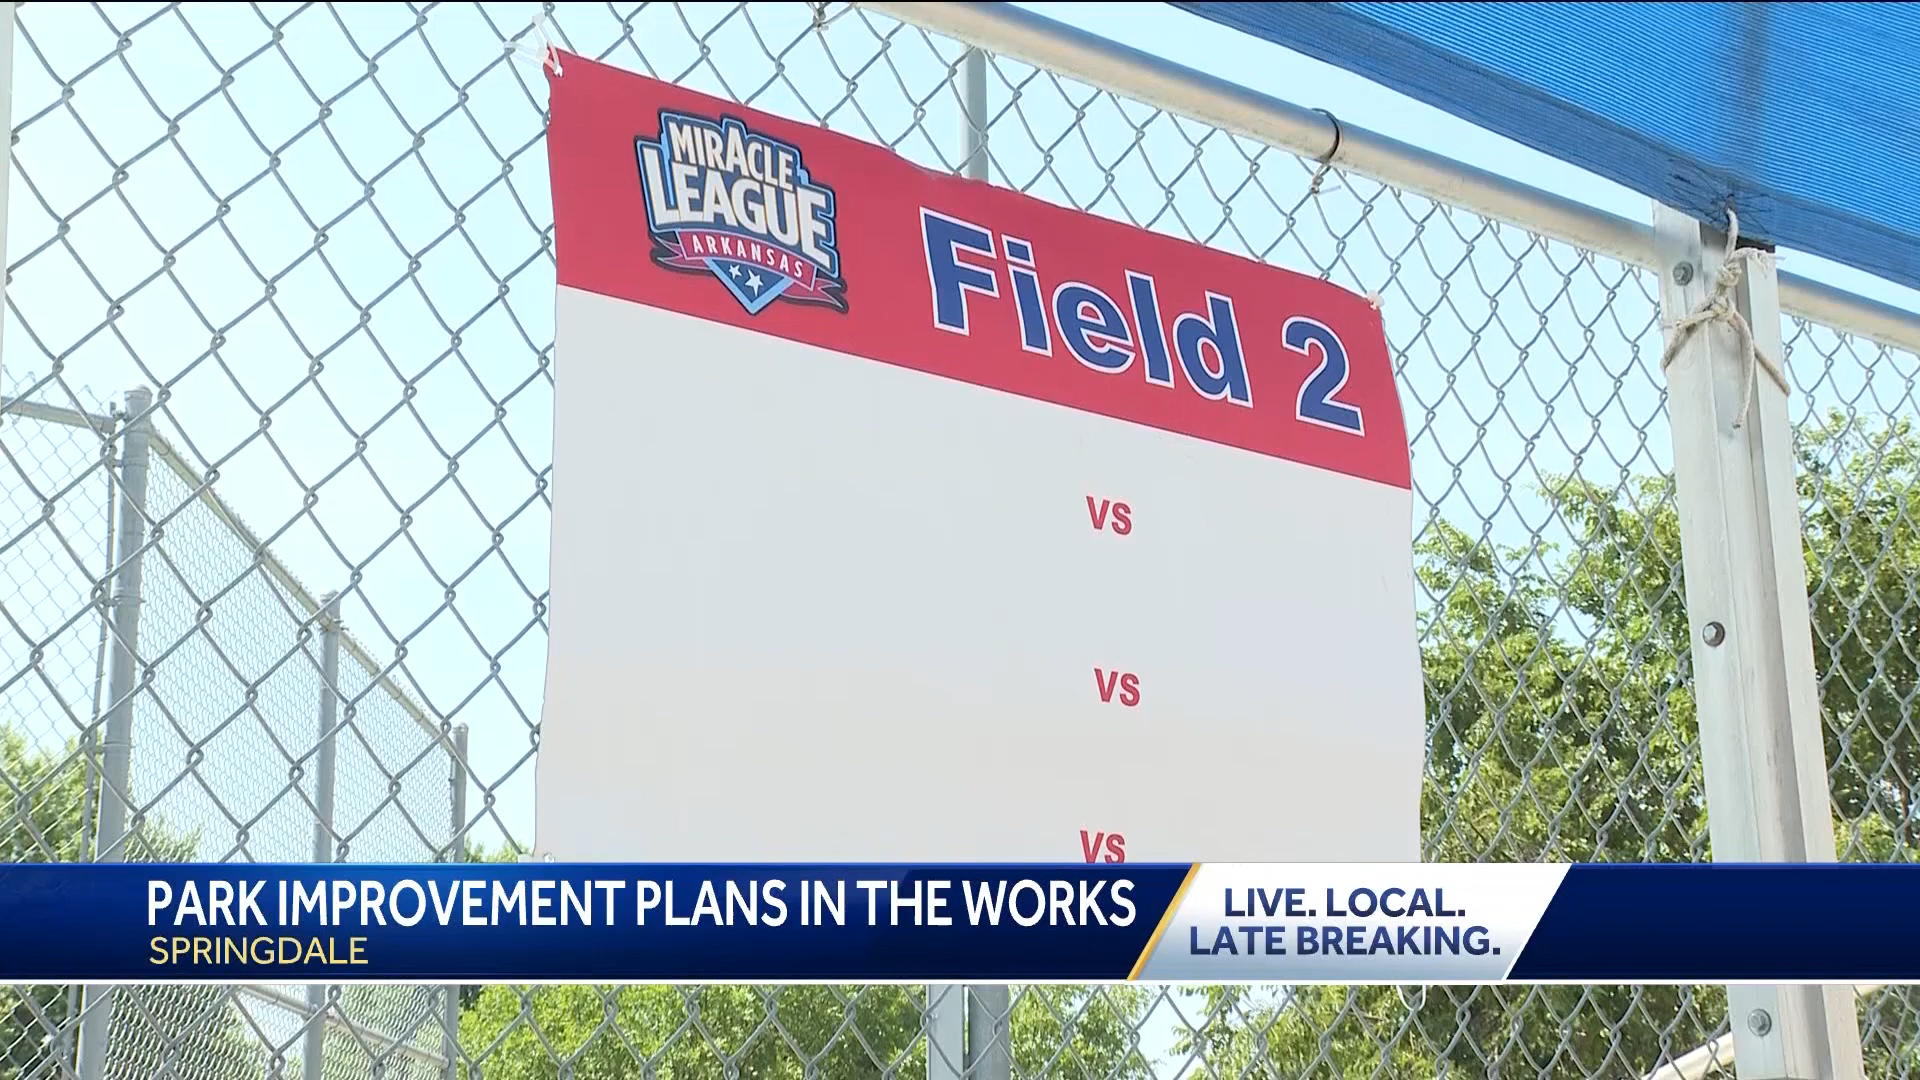 MIRACLE
LEAGUE
ARKANSAS
Field 2
VS
VS
VS
PARK IMPROVEMENT PLANS IN THE WORKS
SPRINGDALE
LIVE. LOCAL.
LATE BREAKING.